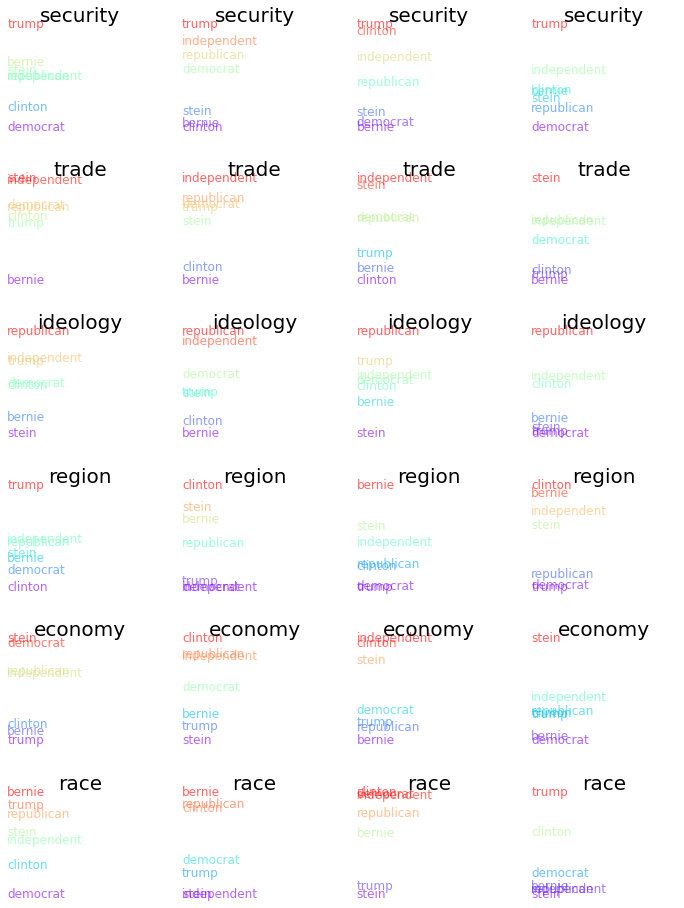 security
trump
bernie
stein
republican
independent
clinton
democrat
security
trump
independent
republican
democrat
stein
bernie
clinton
security
trump
clinton
independent
republican
stein
democrat
bernie
security
trump
independent
clinton
bernie
stein
republican
democrat
trade
stein
independent
democrat
republican
clinton
trump
bernie
trade
independent
republican
democrat
trump
stein
clinton
bernie
trade
independent
stein
democrat
republican
trump
bernie
clinton
trade
stein
republican
independent
democrat
clinton
trump
bernie
ideology
republican
independent
trump
democrat
clinton
bernie
stein
ideology
republican
independent
democrat
trump
stein
clinton
bernie
ideology
republican
trump
independent
democrat
clinton
bernie
stein
ideology
republican
independent
clinton
bernie
stein
trump
democrat
region
trump
independent
republican
stein
bernie
democrat
clinton
region
clinton
stein
bernie
republican
trump
democrat
independent
region
bernie
stein
independent
republican
clinton
democrat
trump
region
clinton
bernie
independent
stein
republican
democrat
trump
economy
stein
democrat
republican
independent
clinton
bernie
trump
economy
clinton
republican
independent
democrat
bernie
trump
stein
economy
independent
clinton
stein
democrat
trump
republican
bernie
economy
stein
independent
republican
clinton
trump
bernie
democrat
race
bernie
trump
republican
stein
independent
clinton
democrat
race
bernie
republican
clinton
democrat
trump
stein
independent
race
clinton
democrat
independent
republican
bernie
trump
stein
race
trump
clinton
democrat
bernie
independent
republican
stein